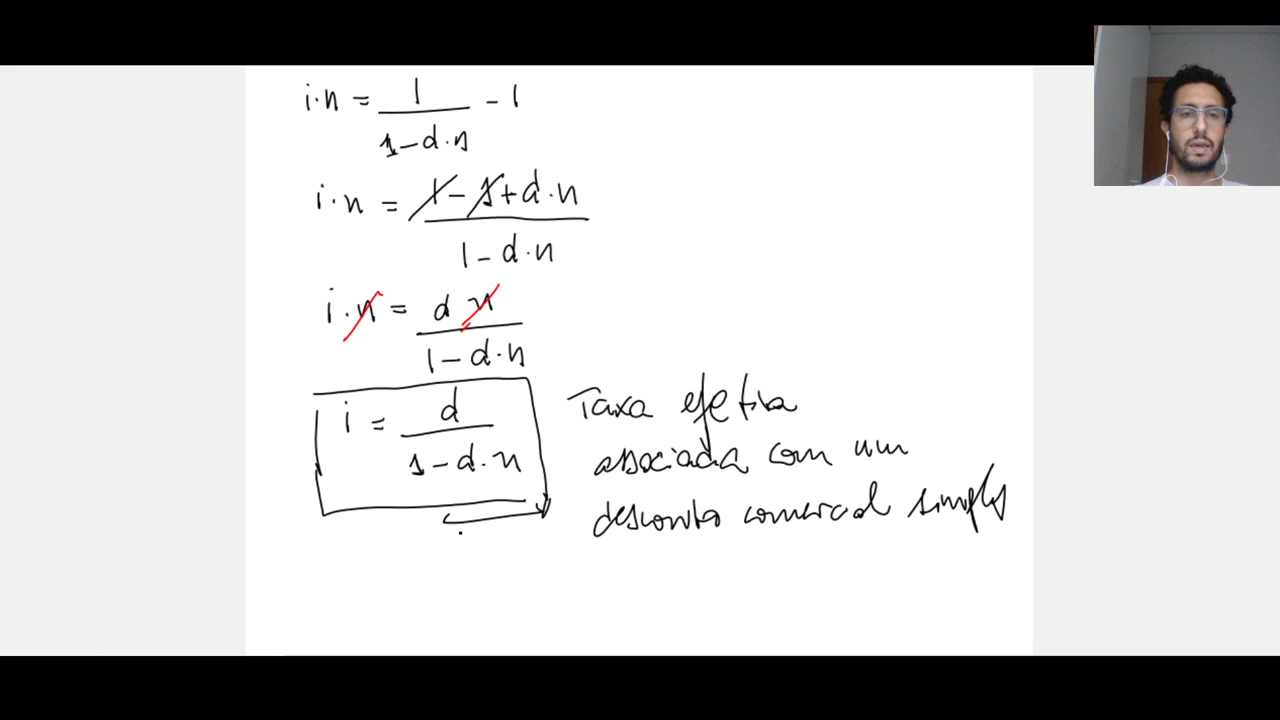 i·n = 1/(1-d·n) - 1
i·n = (1-1+d·n)/(1-d·n)
i·n = d n/(1-d·n)
i = d/(1-d·n)
Taxa efetiva
associada com um
desconto comercial simples